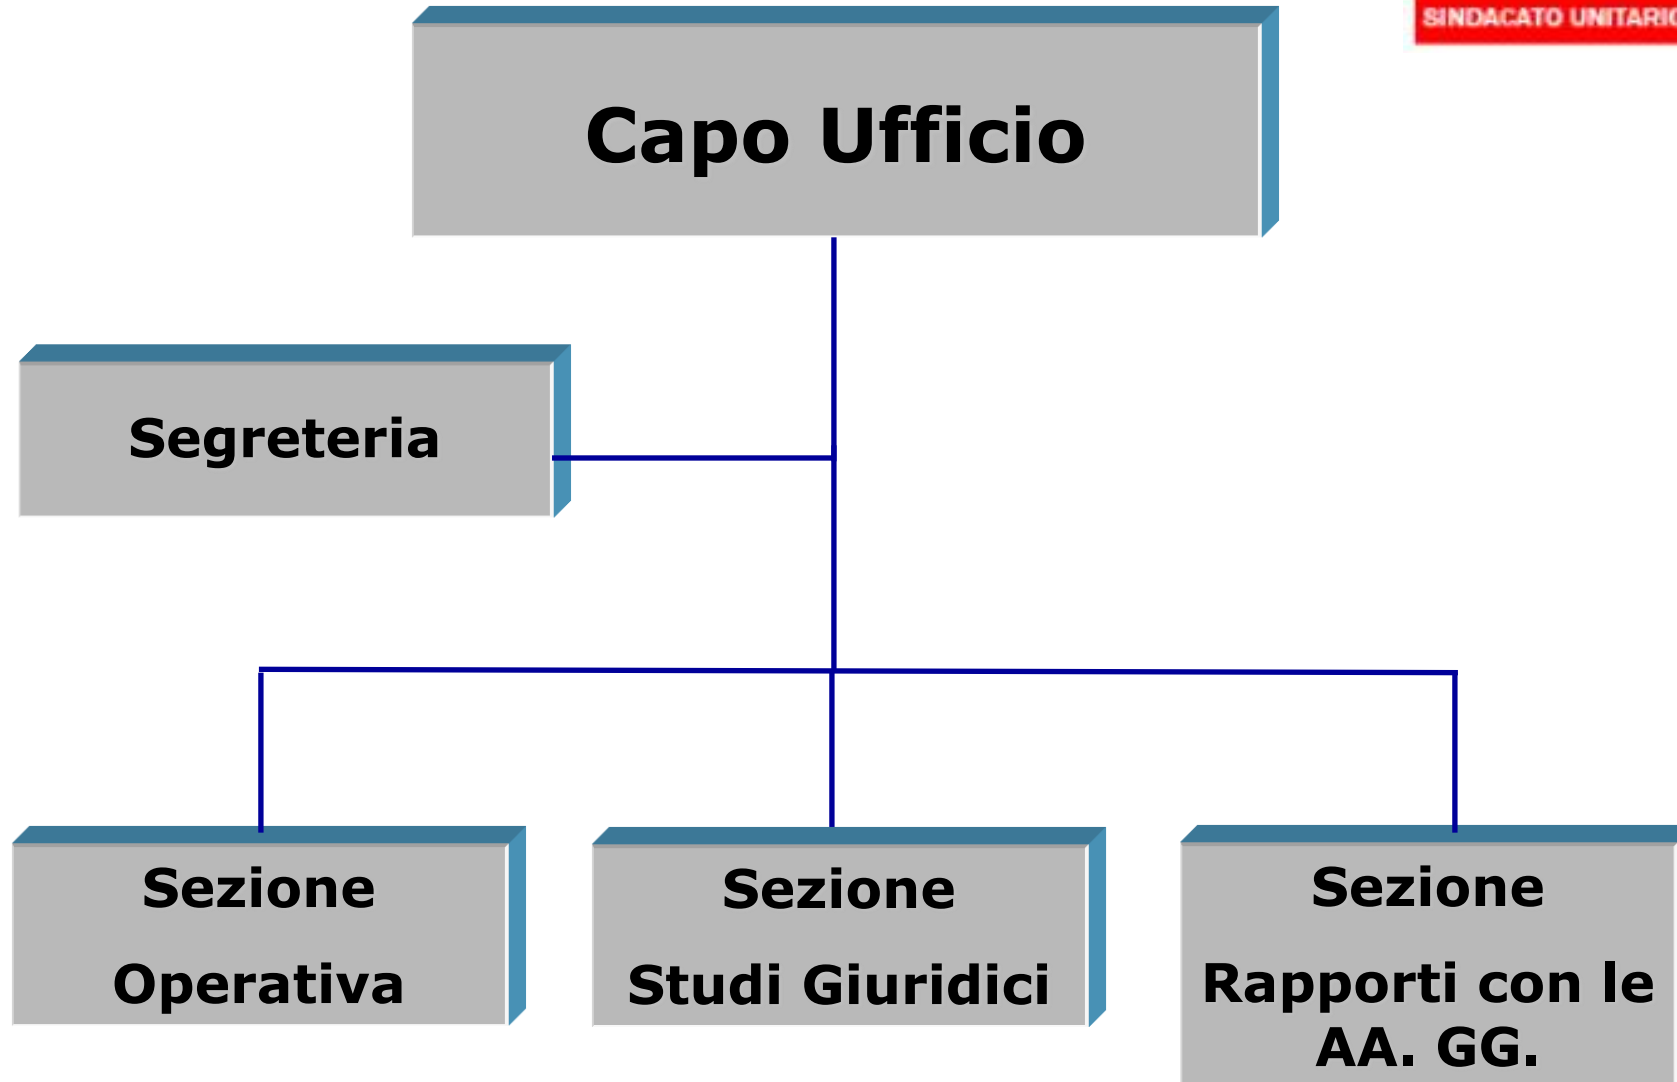 SINDACATO UNITARIO
Capo Ufficio
Segreteria
Sezione
Operativa
Sezione
Studi Giuridici
Sezione
Rapporti con le
AA. GG.